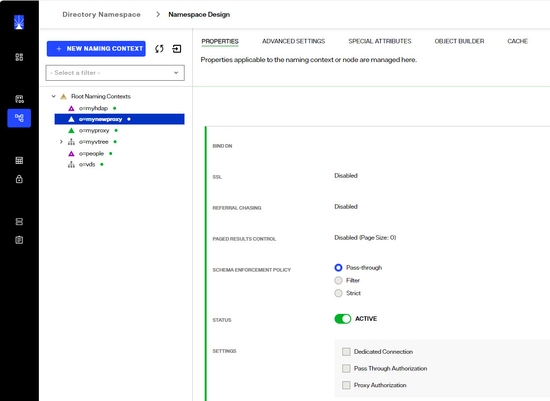 Directory Namespace > Namespace Design
+ NEW NAMING CONTEXT
- Select a filter -
Root Naming Contexts
o=myhdap
o=mynewproxy
o=myproxy
o=myvtree
o=people
o=vds
PROPERTIES ADVANCED SETTINGS SPECIAL ATTRIBUTES OBJECT BUILDER CACHE
Properties applicable to the naming context or node are managed here.
BIND DN
SSL Disabled
REFERRAL CHASING Disabled
PAGED RESULTS CONTROL Disabled (Page Size: 0)
SCHEMA ENFORCEMENT POLICY Pass-through
Filter
Strict
STATUS ACTIVE
SETTINGS Dedicated Connection
Pass Through Authorization
Proxy Authorization